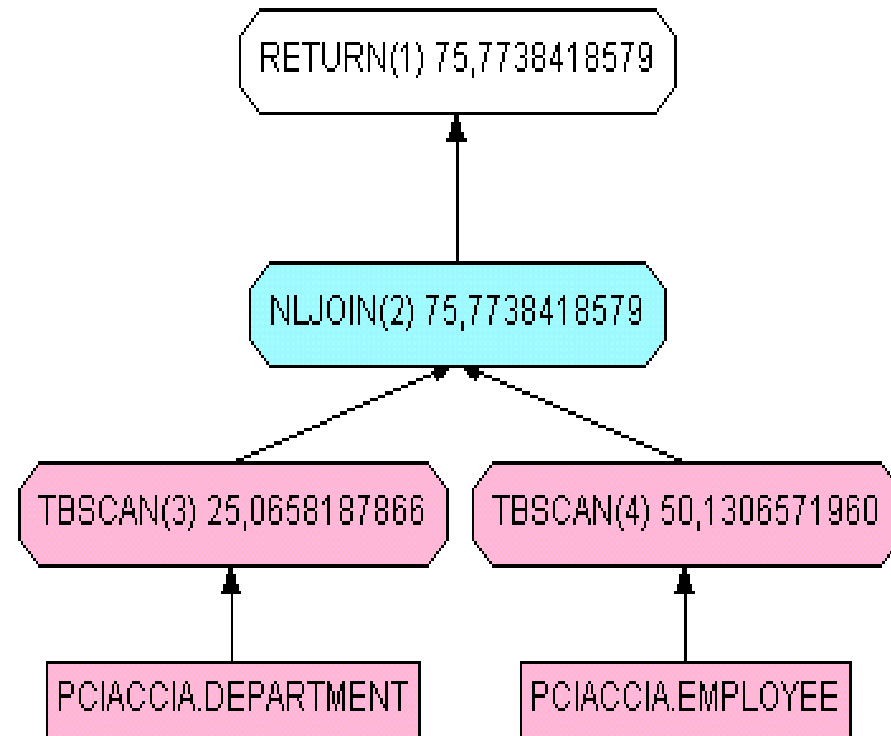 RETURN(1) 75,7738418579
NLJOIN(2) 75,7738418579
TBSCAN(3) 25,0658187866
TBSCAN(4) 50,1306571960
PCIACCIA.DEPARTMENT
PCIACCIA.EMPLOYEE